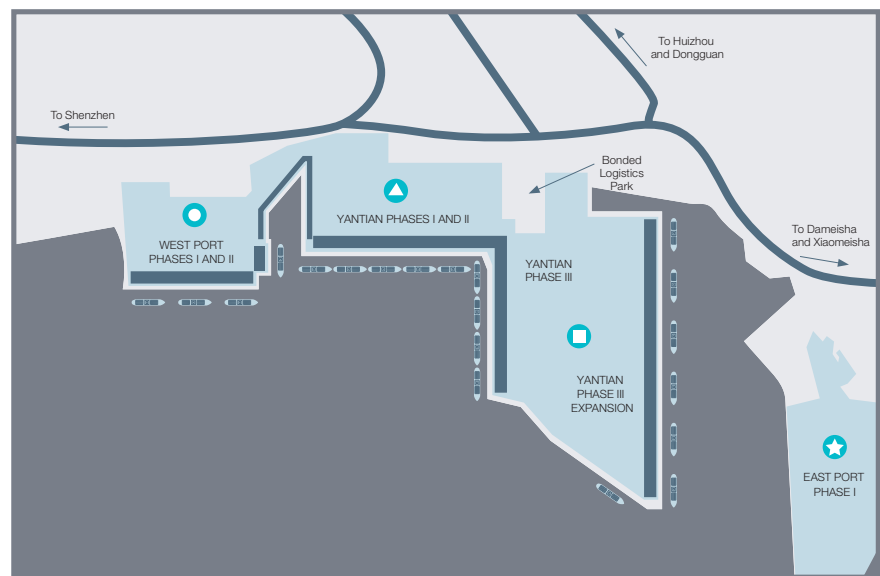 To Huizhou
and Dongguan
To Shenzhen
Bonded
Logistics
Park
YANTIAN PHASES I AND II
WEST PORT
PHASES I AND II
To Dameisha
and Xiaomeisha
YANTIAN
PHASE III
YANTIAN
PHASE III
EXPANSION
EAST PORT
PHASE I